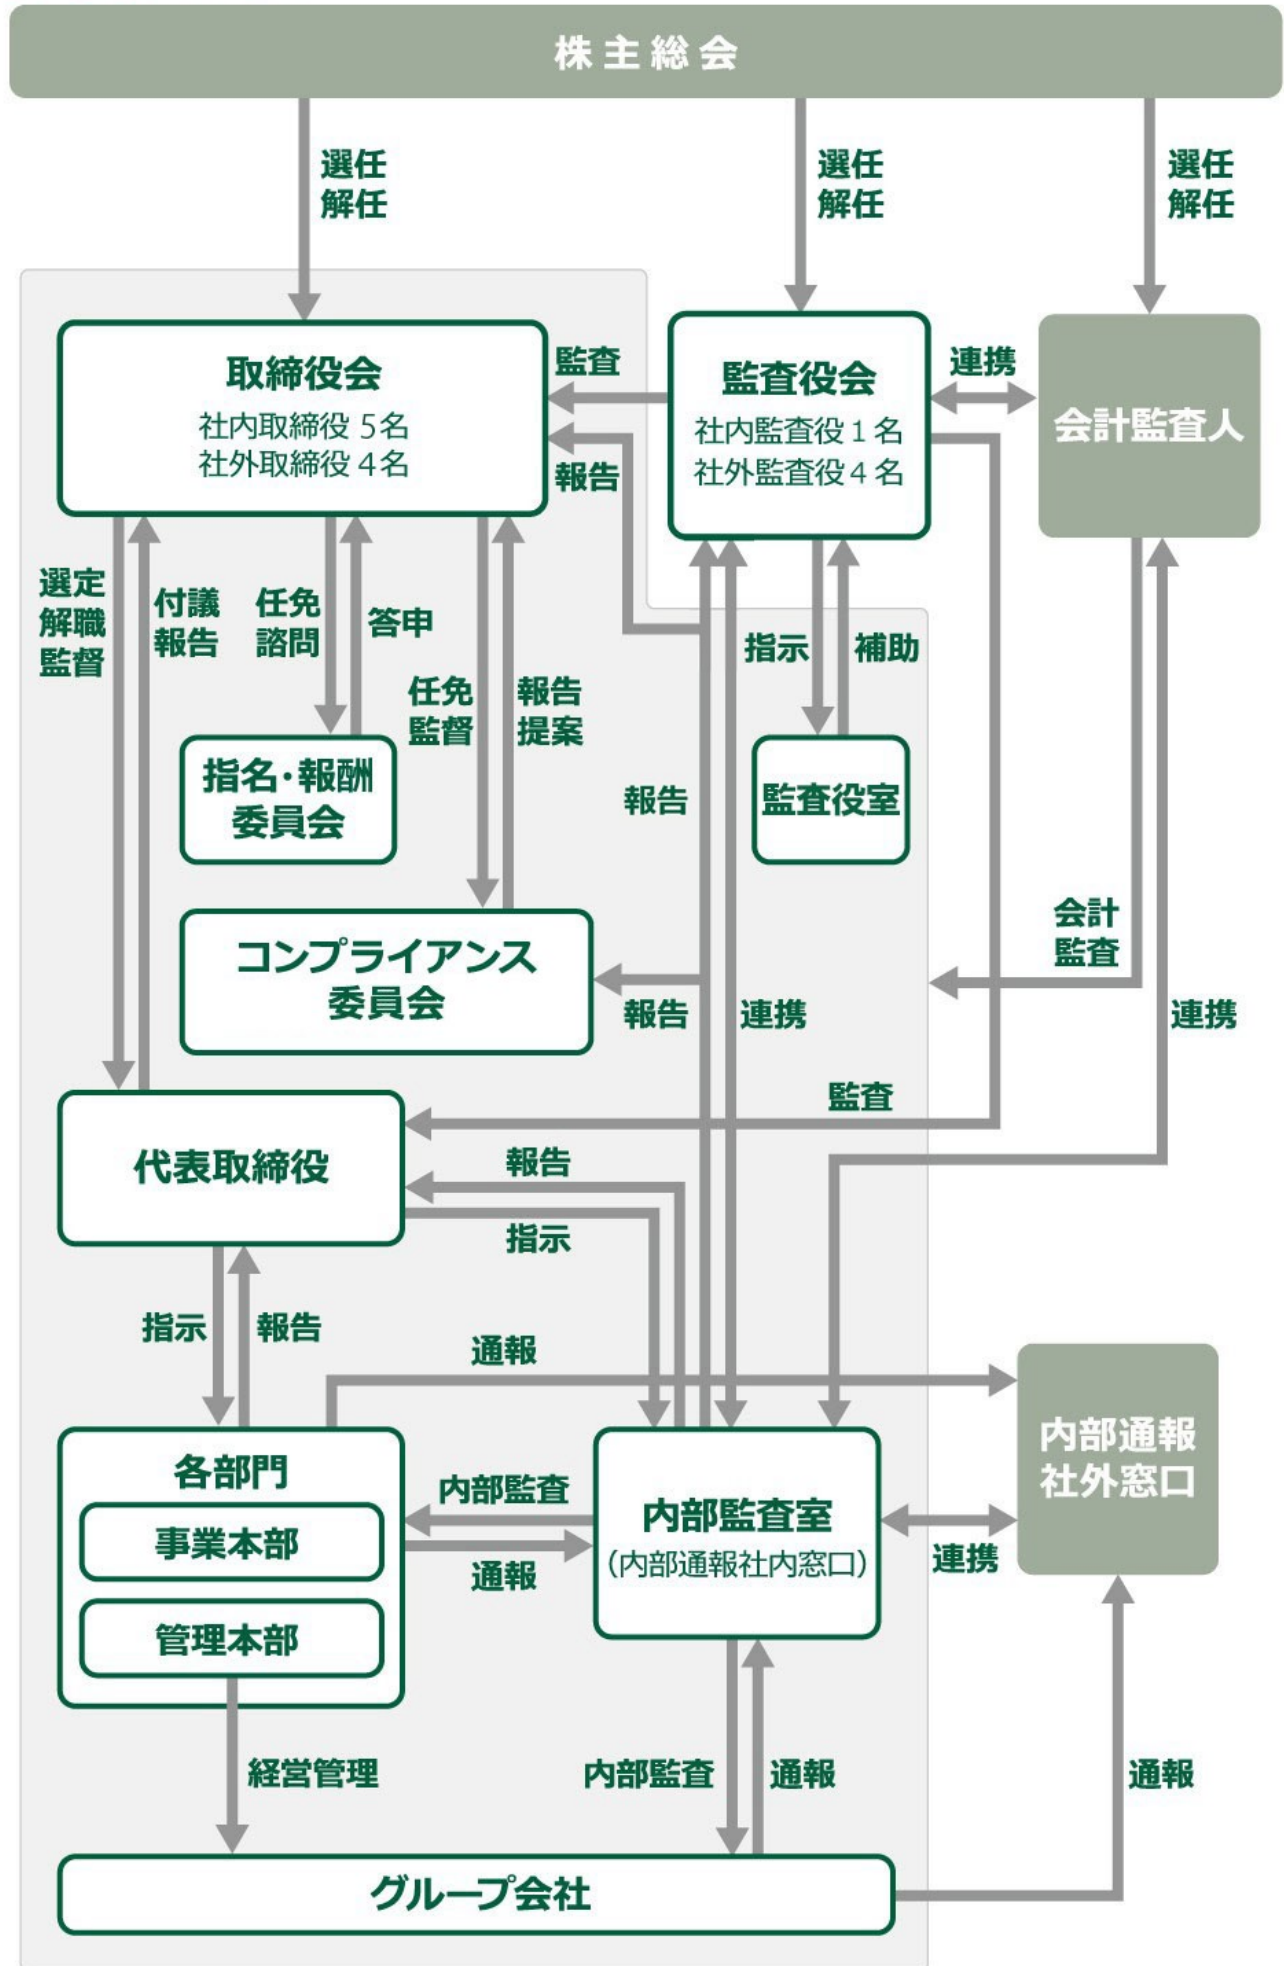 株主総会
選任
解任
選任
解任
選任
解任
取締役会
社内取締役 5名
社外取締役 4名
監査
報告
監査役会
社内監査役 1 名
社外監査役 4 名
連携
会計監査人
選定
解職
監督
付議
報告
任免
諮問
答申
任免
監督
報告
提案
指示
補助
指名・報酬
委員会
報告
監査役室
コンプライアンス
委員会
報告
連携
会計
監査
連携
監査
代表取締役
報告
指示
指示
報告
通報
各部門
事業本部
管理本部
内部監査
通報
内部監査室
（内部通報社内窓口）
連携
内部通報
社外窓口
経営管理
内部監査
通報
通報
グループ会社